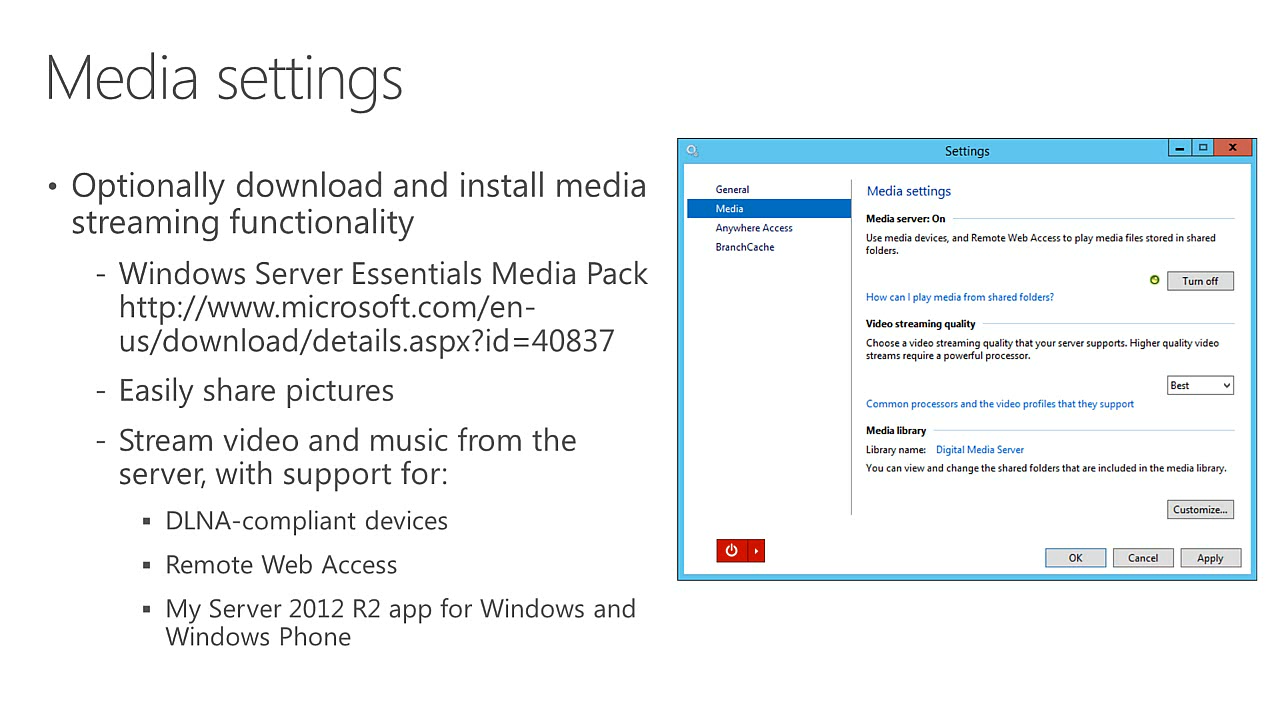 Media settings
• Optionally download and install media
streaming functionality
- Windows Server Essentials Media Pack
http://www.microsoft.com/en-
us/download/details.aspx?id=40837
- Easily share pictures
- Stream video and music from the
server, with support for:
▪ DLNA-compliant devices
▪ Remote Web Access
▪ My Server 2012 R2 app for Windows and
Windows Phone
Settings
General
Media
Anywhere Access
BranchCache
Media settings
Media server: On
Use media devices, and Remote Web Access to play media files stored in shared
folders.
Turn off
How can I play media from shared folders?
Video streaming quality
Choose a video streaming quality that your server supports. Higher quality video
streams require a powerful processor.
Best
Common processors and the video profiles that they support
Media library
Library name: Digital Media Server
You can view and change the shared folders that are included in the media library.
Customize...
OK Cancel Apply